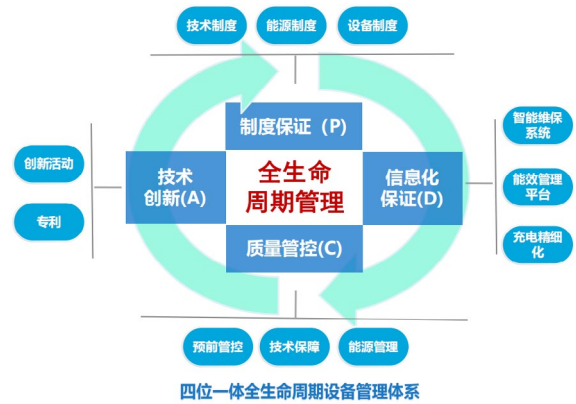 技术制度
能源制度
设备制度
制度保证（P）
创新活动
专利
技术
创新(A)
全生命
周期管理
信息化
保证(D)
质量管控(C)
智能维保
系统
能效管理
平台
充电精细
化
预前管控
技术保障
能源管理
四位一体全生命周期设备管理体系